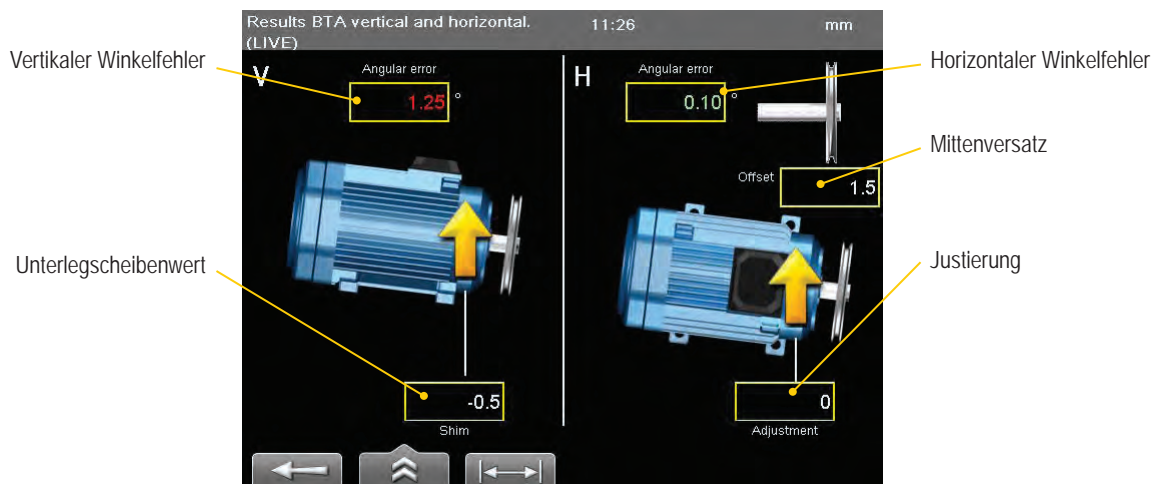 Results BTA vertical and horizontal.
(LIVE)
11:26
mm
Vertikaler Winkelfehler
V
Angular error
1.25 °
H
Angular error
0.10 °
Horizontaler Winkelfehler
Mittenversatz
Offset
1.5
Unterlegscheibenwert
Justierung
-0.5
Shim
0
Adjustment